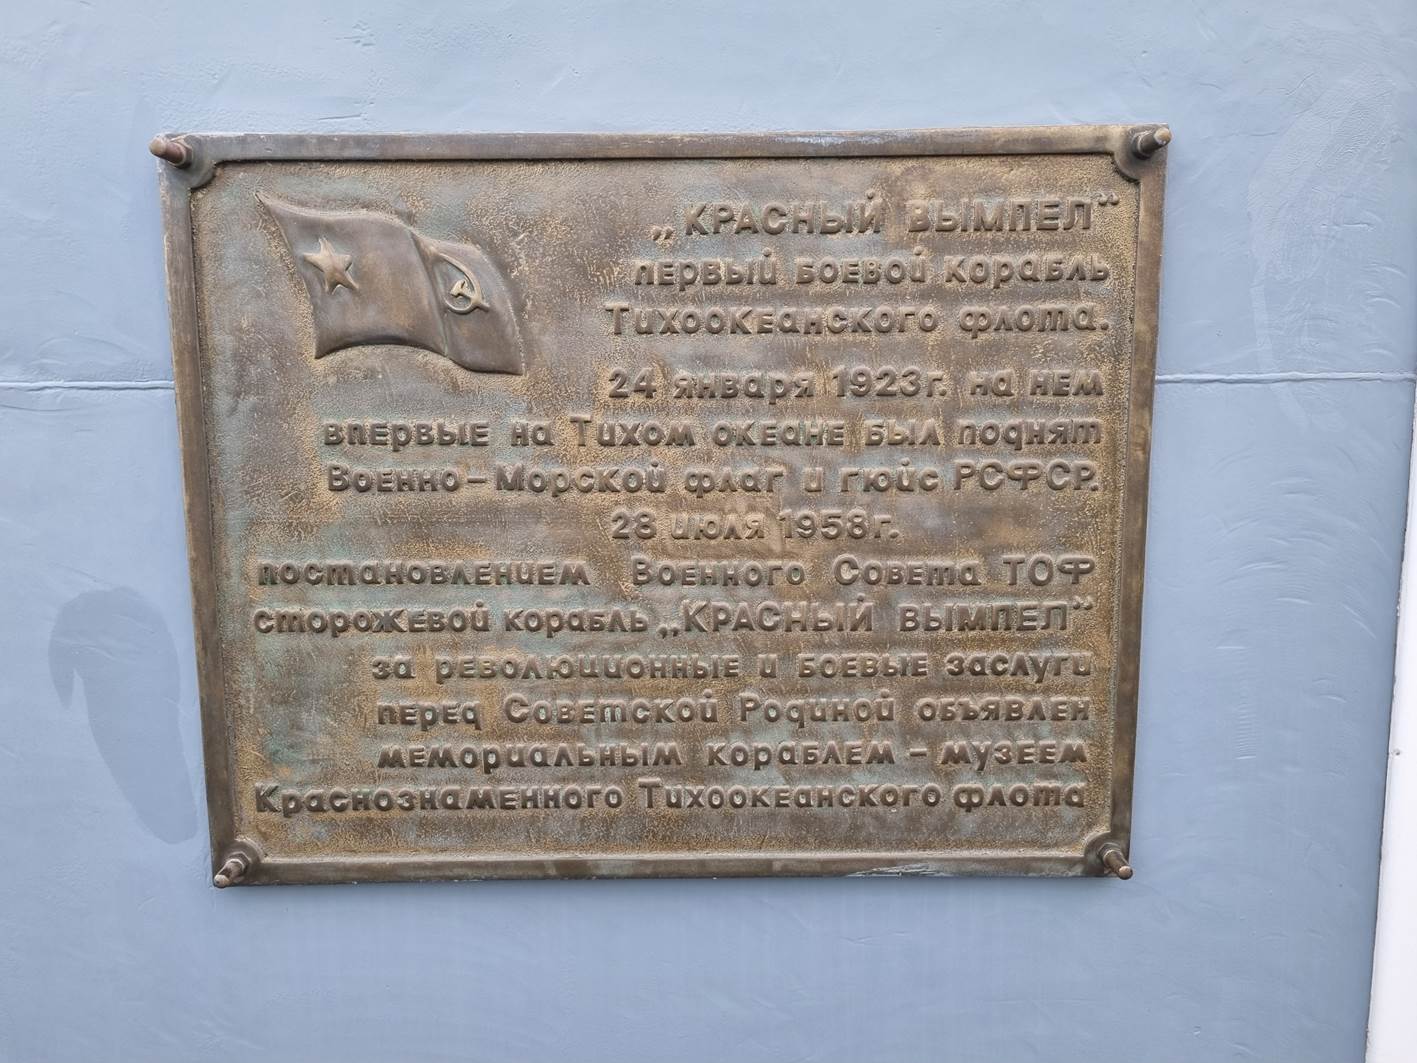 „КРАСНЫЙ ВЫМПЕЛ"
первый боевой корабль
Тихоокеанского флота.
24 января 1923г. на нем
впервые на Тихом океане был поднят
Военно-Морской флаг и гюйс РСФСР.
28 июля 1958г.
постановлением Военного Совета ТОФ
сторожевой корабль „КРАСНЫЙ ВЫМПЕЛ"
за революционные и боевые заслуги
перед Советской Родиной объявлен
мемориальным кораблем - музеем
Краснознаменного Тихоокеанского флота